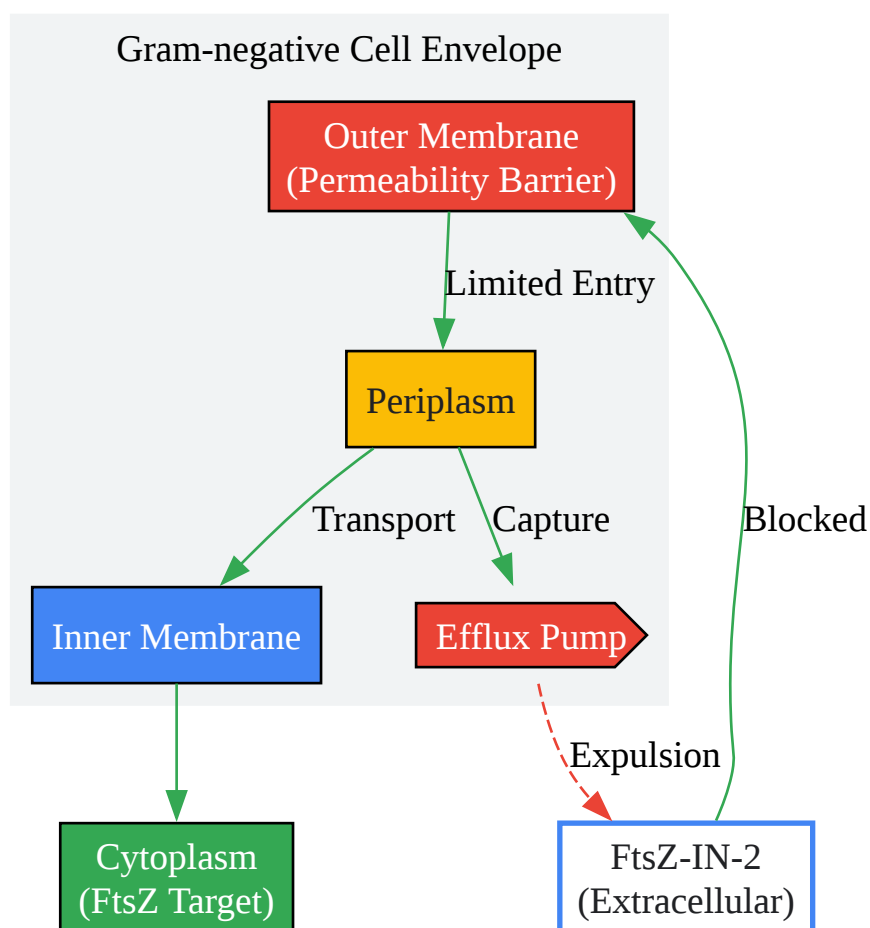 Gram-negative Cell Envelope
Outer Membrane
(Permeability Barrier)
Limited Entry
Periplasm
Transport
Capture
Blocked
Inner Membrane
Efflux Pump
Expulsion
Cytoplasm
(FtsZ Target)
FtsZ-IN-2
(Extracellular)